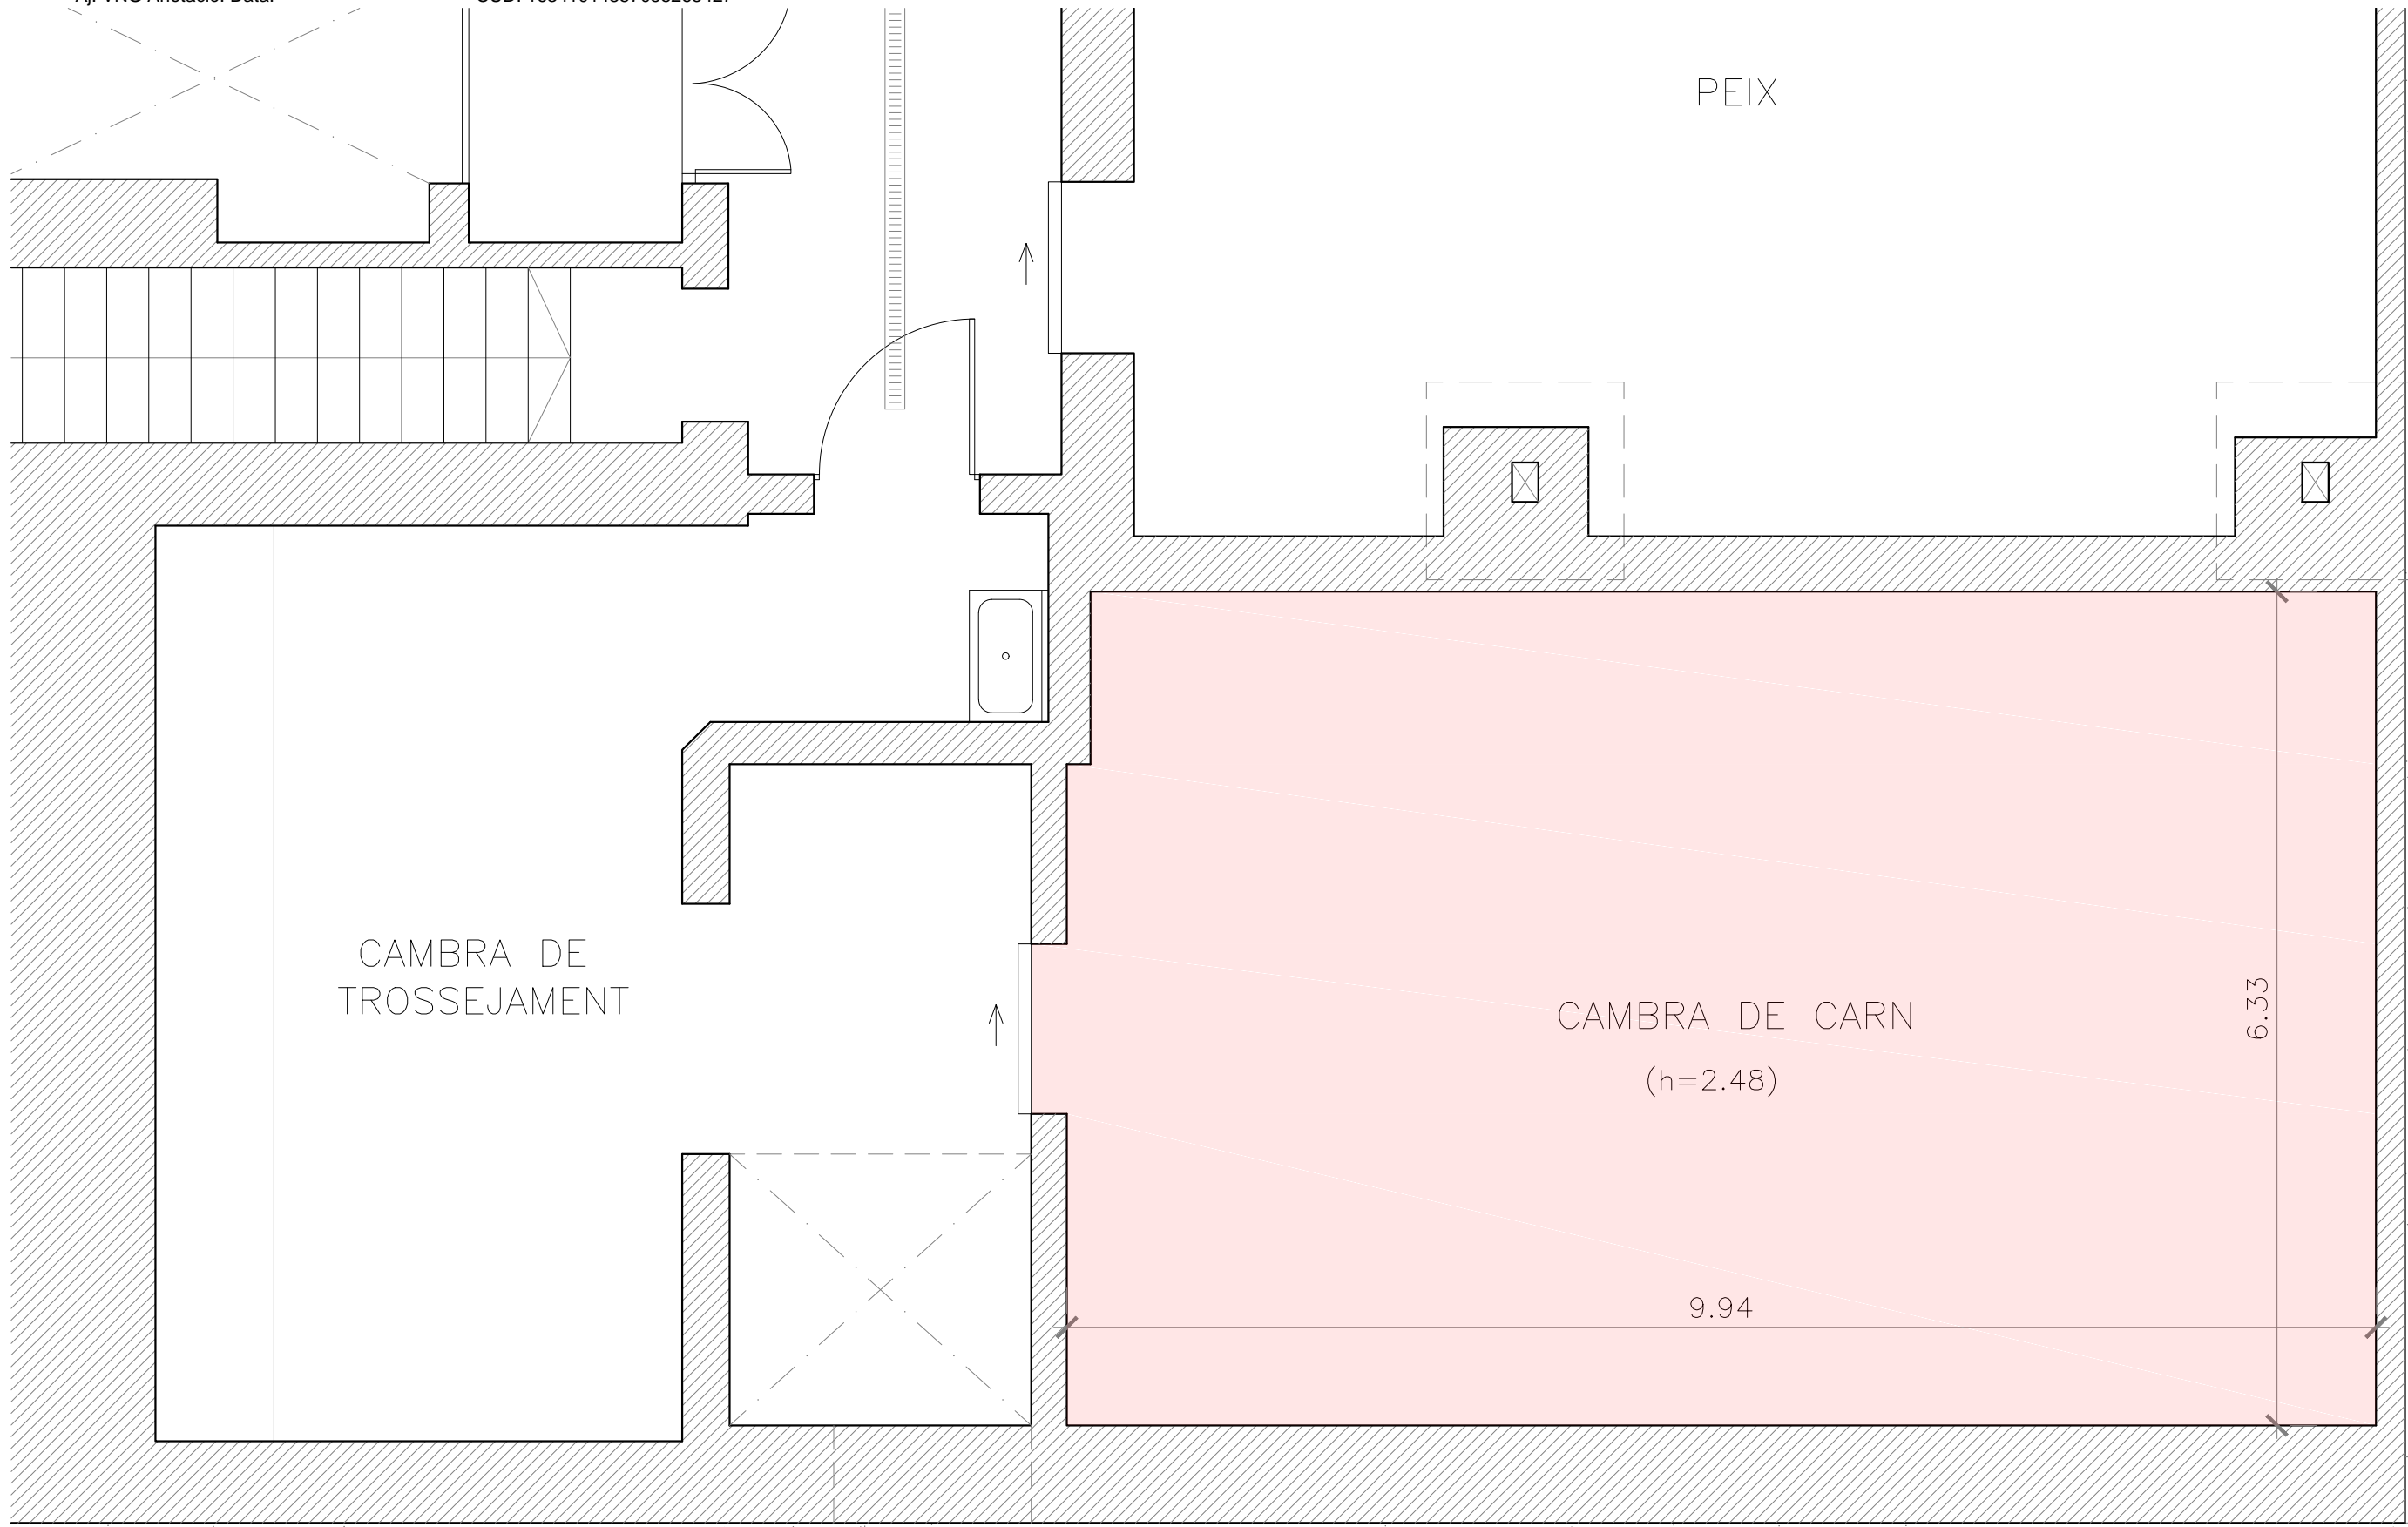 PEIX
CAMBRA DE
TROSSEJAMENT
CAMBRA DE CARN
(h=2.48)
6.33
9.94